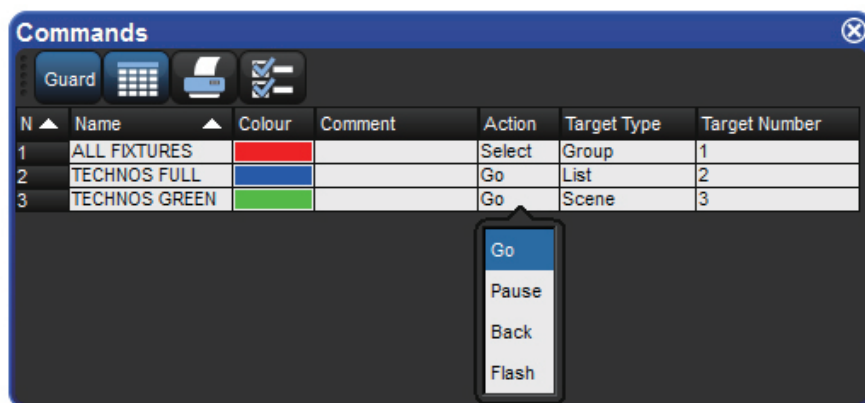 Commands
Guard
N Name Colour Comment Action Target Type Target Number
1 ALL FIXTURES Select Group 1
2 TECHNOS FULL Go List 2
3 TECHNOS GREEN Go Scene 3
Go
Pause
Back
Flash